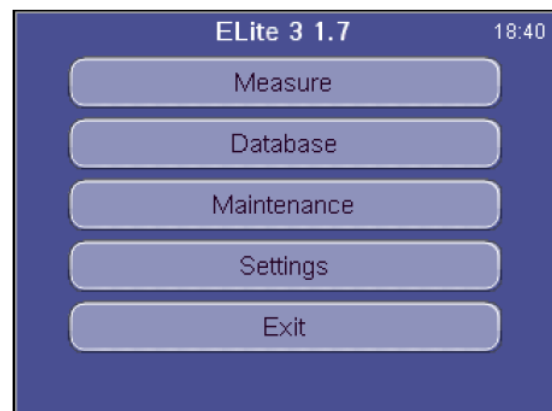 ELite 3 1.7 18:40
Measure
Database
Maintenance
Settings
Exit